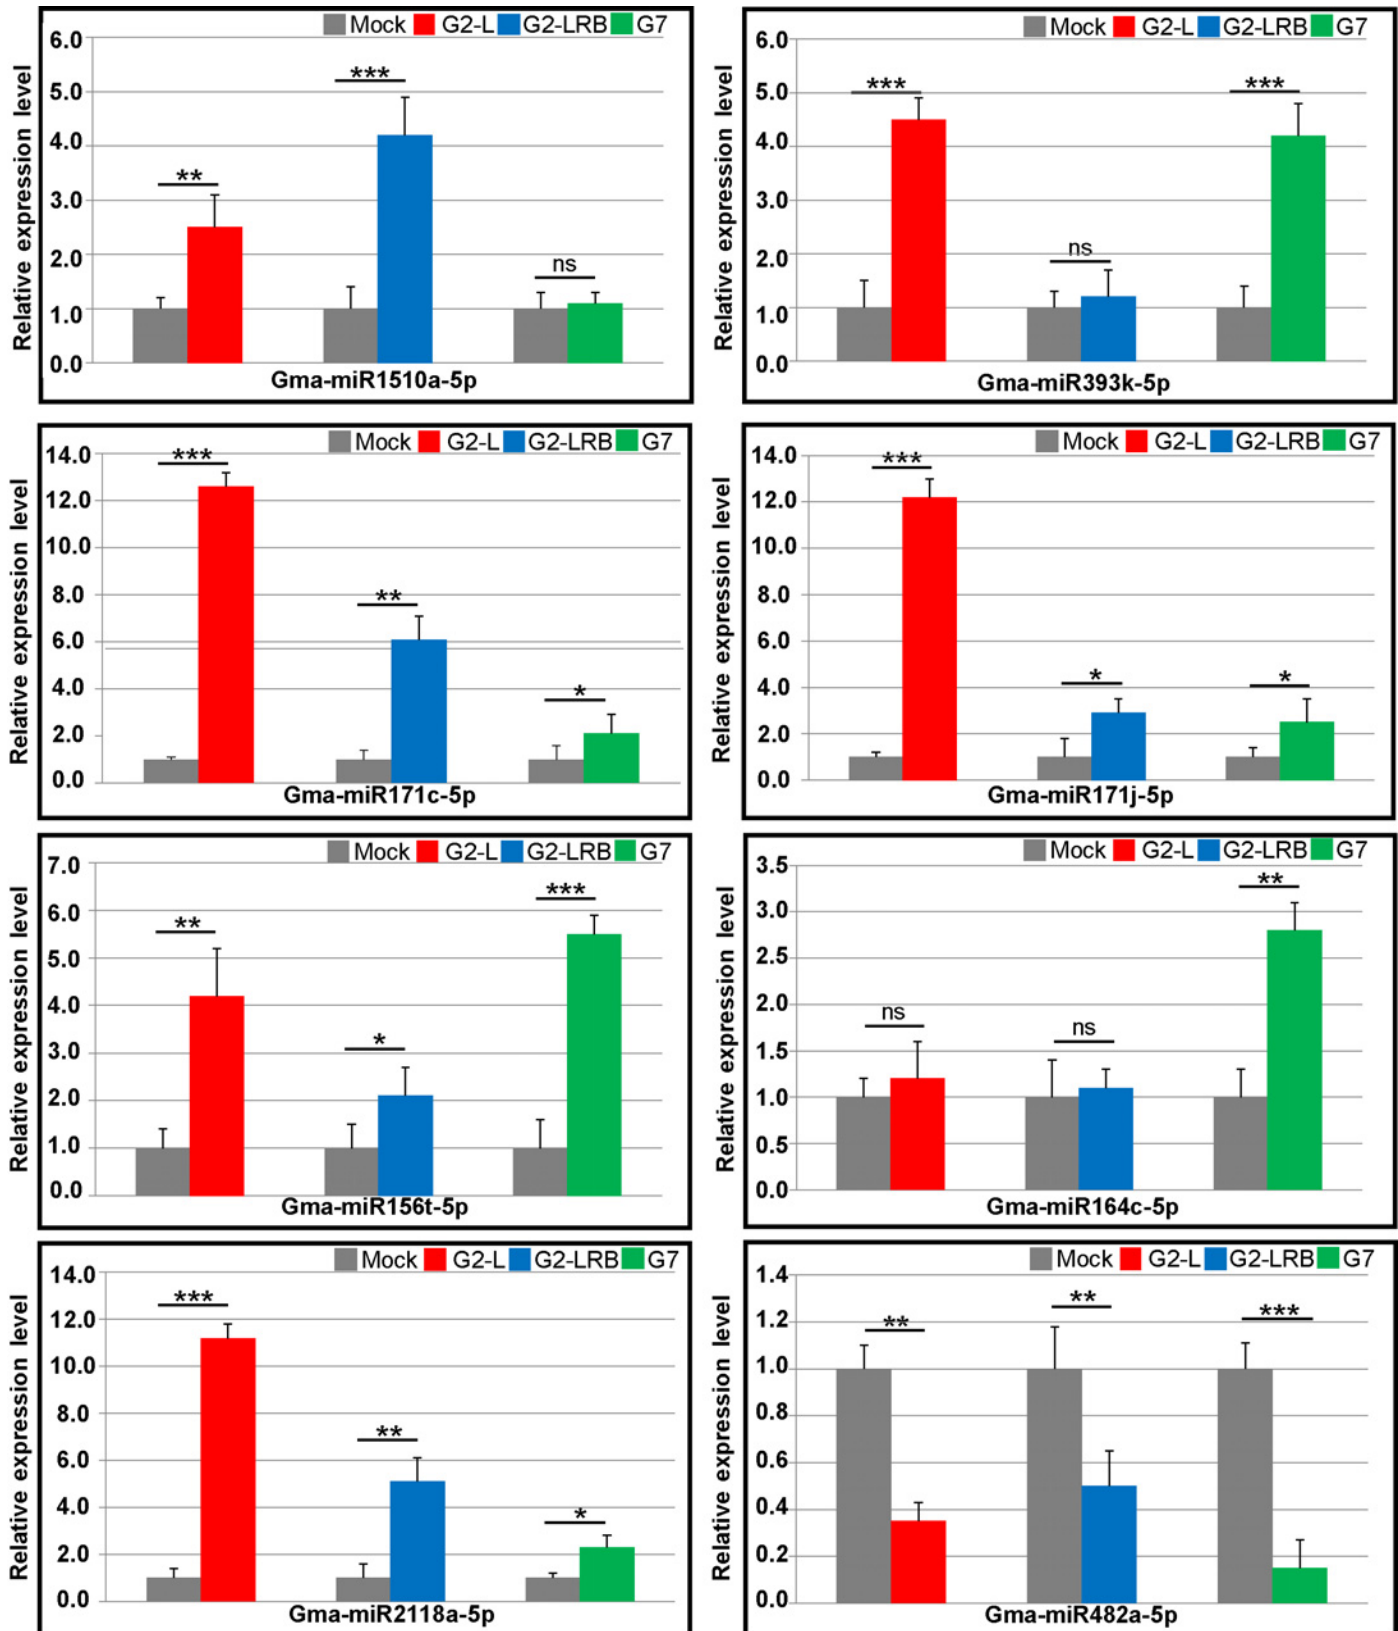 Mock G2-L G2-LRB G7
Relative expression level
6.0
5.0
4.0
3.0
2.0
1.0
0.0
**
***
ns
Gma-miR1510a-5p
Mock G2-L G2-LRB G7
Relative expression level
6.0
5.0
4.0
3.0
2.0
1.0
0.0
***
ns
***
Gma-miR393k-5p
Mock G2-L G2-LRB G7
Relative expression level
14.0
12.0
10.0
8.0
6.0
4.0
2.0
0.0
***
**
*
Gma-miR171c-5p
Mock G2-L G2-LRB G7
Relative expression level
14.0
12.0
10.0
8.0
6.0
4.0
2.0
0.0
***
*
*
Gma-miR171j-5p
Mock G2-L G2-LRB G7
Relative expression level
7.0
6.0
5.0
4.0
3.0
2.0
1.0
0.0
**
*
***
Gma-miR156t-5p
Mock G2-L G2-LRB G7
Relative expression level
3.5
3.0
2.5
2.0
1.5
1.0
0.5
0.0
ns
ns
**
Gma-miR164c-5p
Mock G2-L G2-LRB G7
Relative expression level
14.0
12.0
10.0
8.0
6.0
4.0
2.0
0.0
***
**
*
Gma-miR2118a-5p
Mock G2-L G2-LRB G7
Relative expression level
1.4
1.2
1.0
0.8
0.6
0.4
0.2
0.0
**
**
***
Gma-miR482a-5p